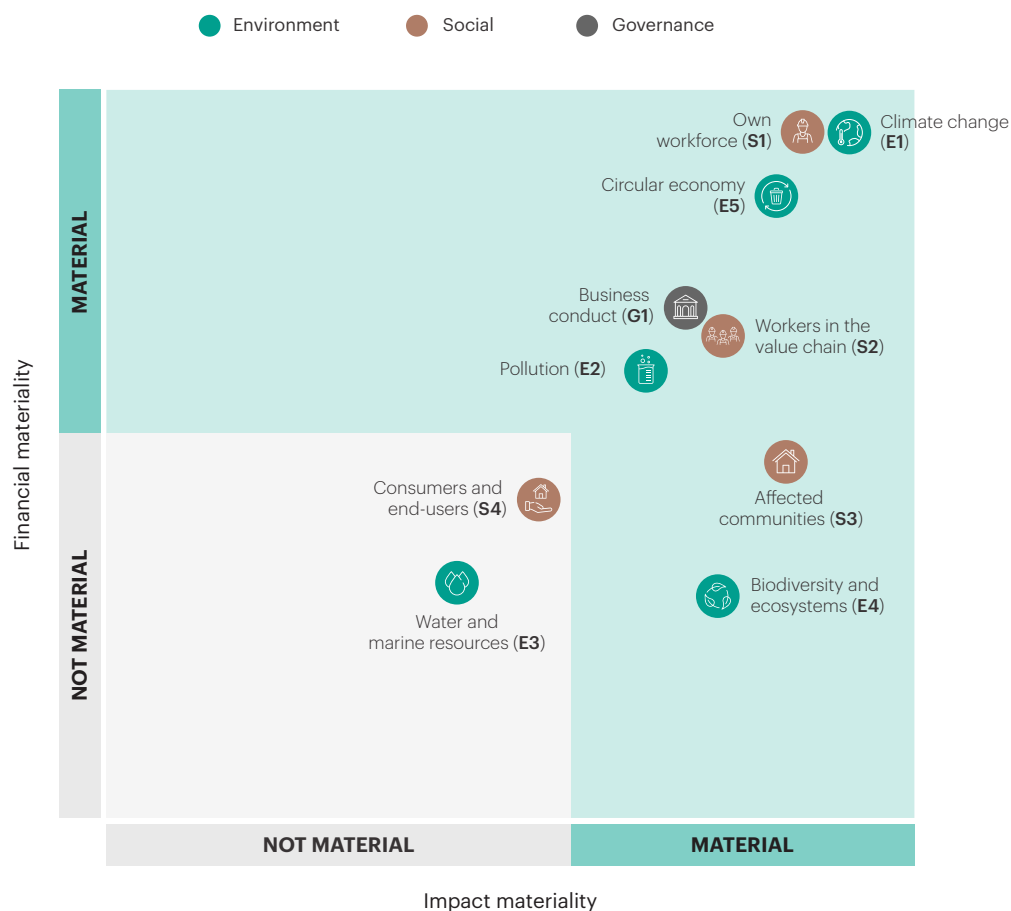 Environment
Social
Governance
Own
workforce (S1)
Climate change
(E1)
Circular economy
(E5)
Business
conduct (G1)
Workers in the
value chain (S2)
Pollution (E2)
MATERIAL
Financial materiality
NOT MATERIAL
Consumers and
end-users (S4)
Affected
communities (S3)
Water and
marine resources (E3)
Biodiversity and
ecosystems (E4)
NOT MATERIAL
MATERIAL
Impact materiality